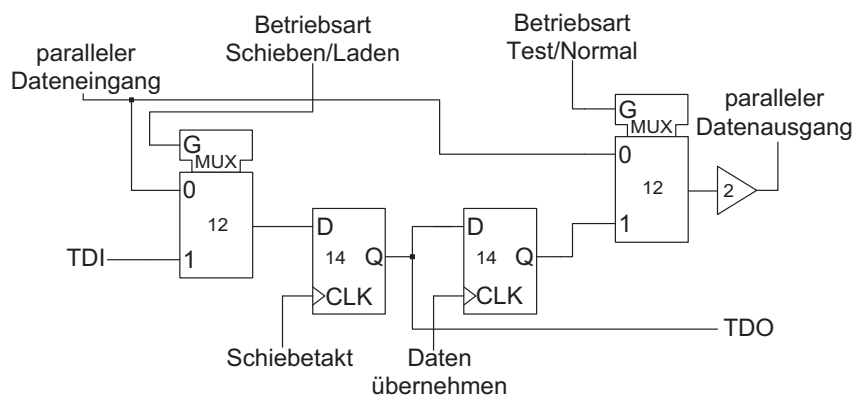 Betriebsart
Schieben/Laden
Betriebsart
Test/Normal
paralleler
Dateneingang
paralleler
Datenausgang
G
MUX
0
12
1
TDI
G
MUX
0
12
1
2
D
14
Q
CLK
D
14
Q
CLK
TDO
Schiebetakt
Daten
übernehmen